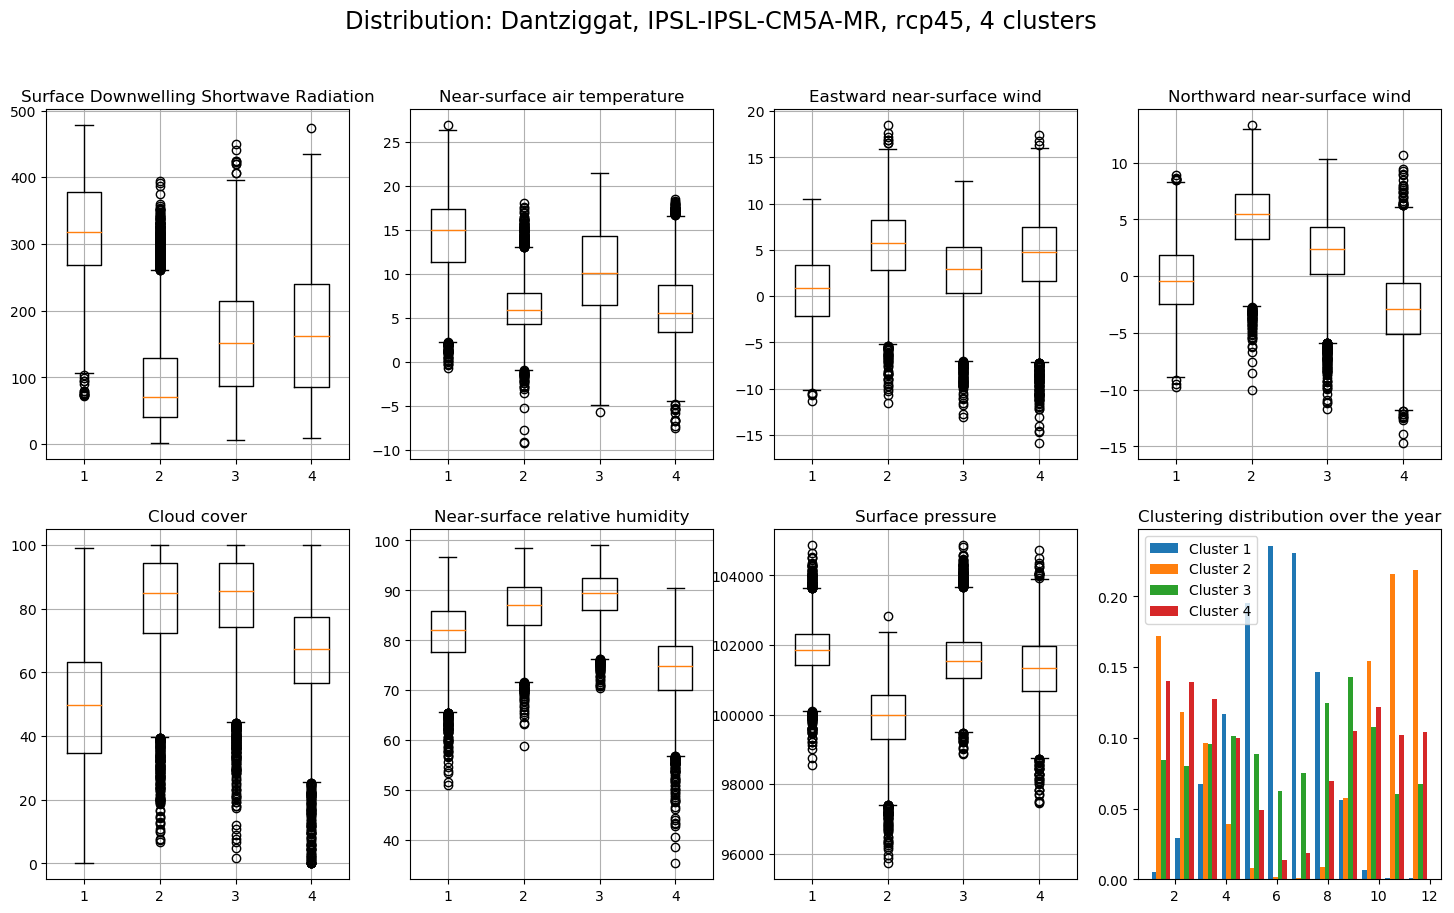 Distribution: Dantziggat, IPSL-IPSL-CM5A-MR, rcp45, 4 clusters
Surface Downwelling Shortwave Radiation
500
400
300
200
100
0
1 2 3 4
Near-surface air temperature
25
20
15
10
5
0
−5
−10
1 2 3 4
Eastward near-surface wind
20
15
10
5
0
−5
−10
−15
1 2 3 4
Northward near-surface wind
10
5
0
−5
−10
−15
1 2 3 4
Cloud cover
100
80
60
40
20
0
1 2 3 4
Near-surface relative humidity
100
90
80
70
60
50
40
1 2 3 4
Surface pressure
104000
102000
100000
98000
96000
1 2 3 4
Clustering distribution over the year
Cluster 1
Cluster 2
Cluster 3
Cluster 4
0.20
0.15
0.10
0.05
0.00
2 4 6 8 10 12